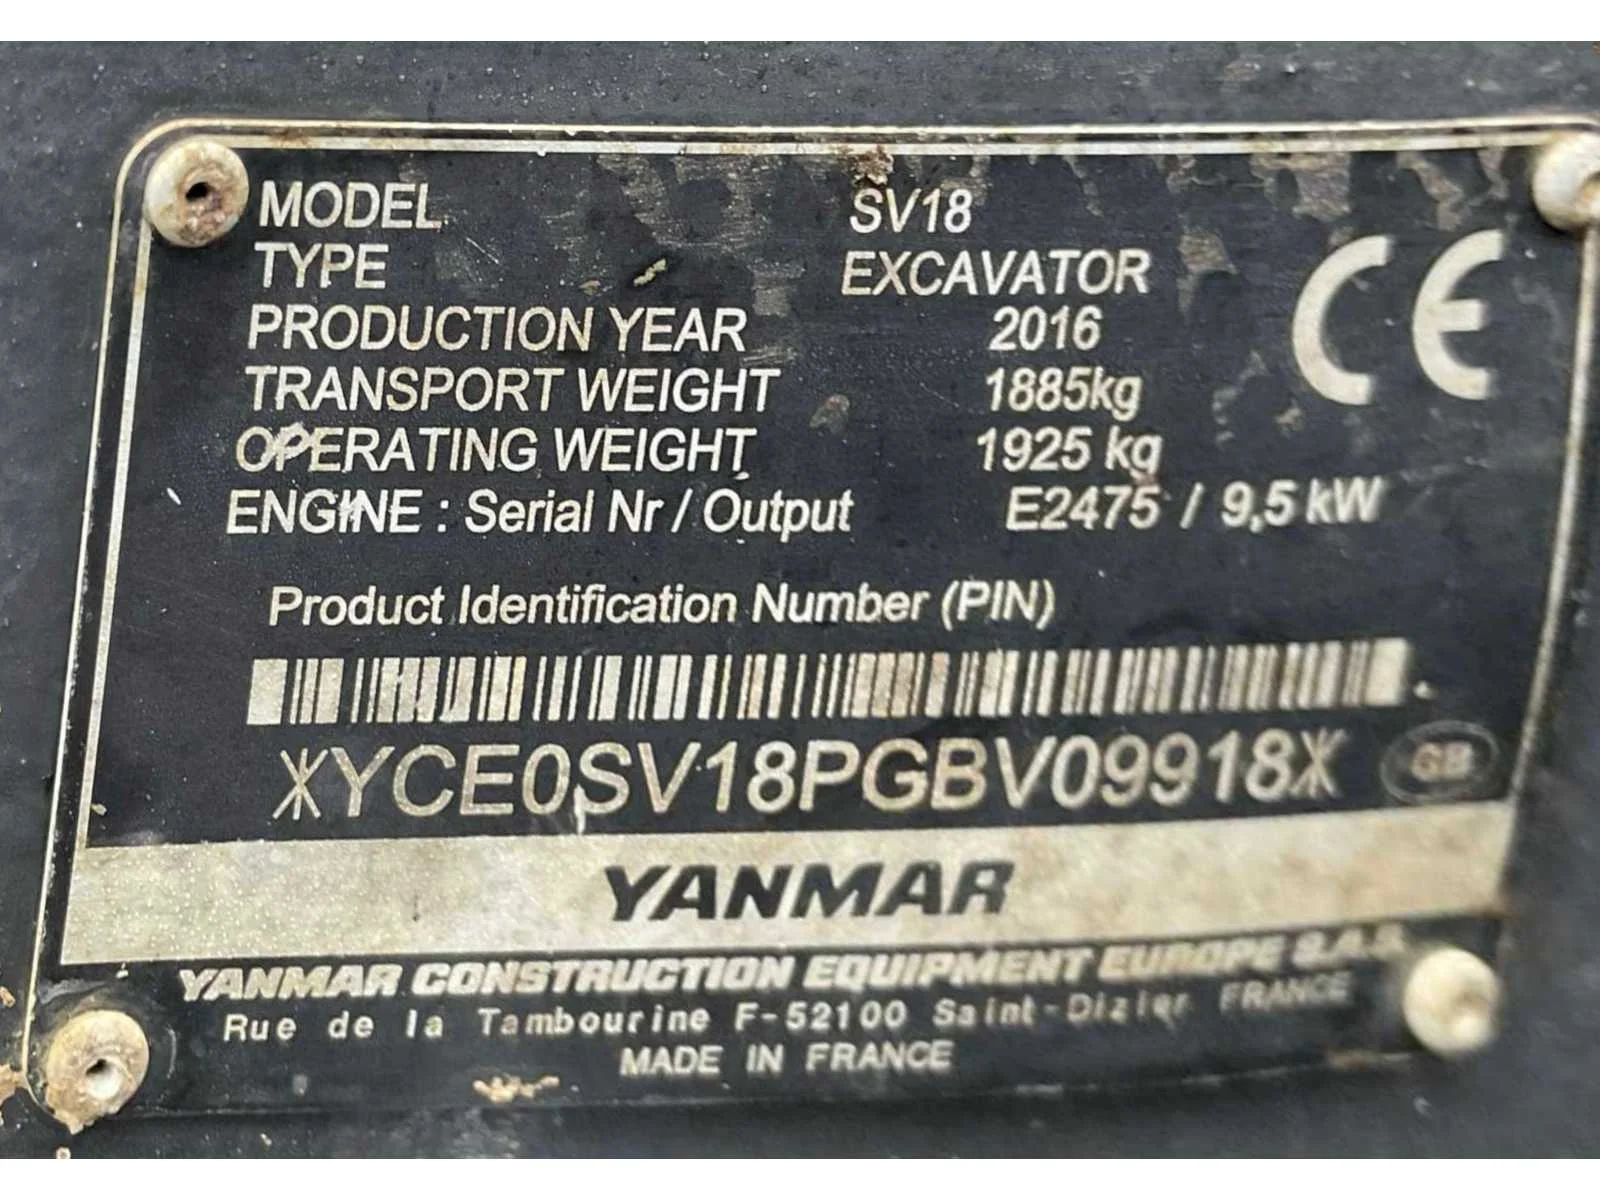 MODEL SV18
TYPE EXCAVATOR
PRODUCTION YEAR 2016
TRANSPORT WEIGHT 1885kg
OPERATING WEIGHT 1925 kg
ENGINE : Serial Nr / Output E2475 / 9,5 kW
CE
Product Identification Number (PIN)
*YCE0SV18PGBV09918*
GB
YANMAR
YANMAR CONSTRUCTION EQUIPMENT EUROPE S.A.S.
Rue de la Tambourine F-52100 Saint-Dizier FRANCE
MADE IN FRANCE